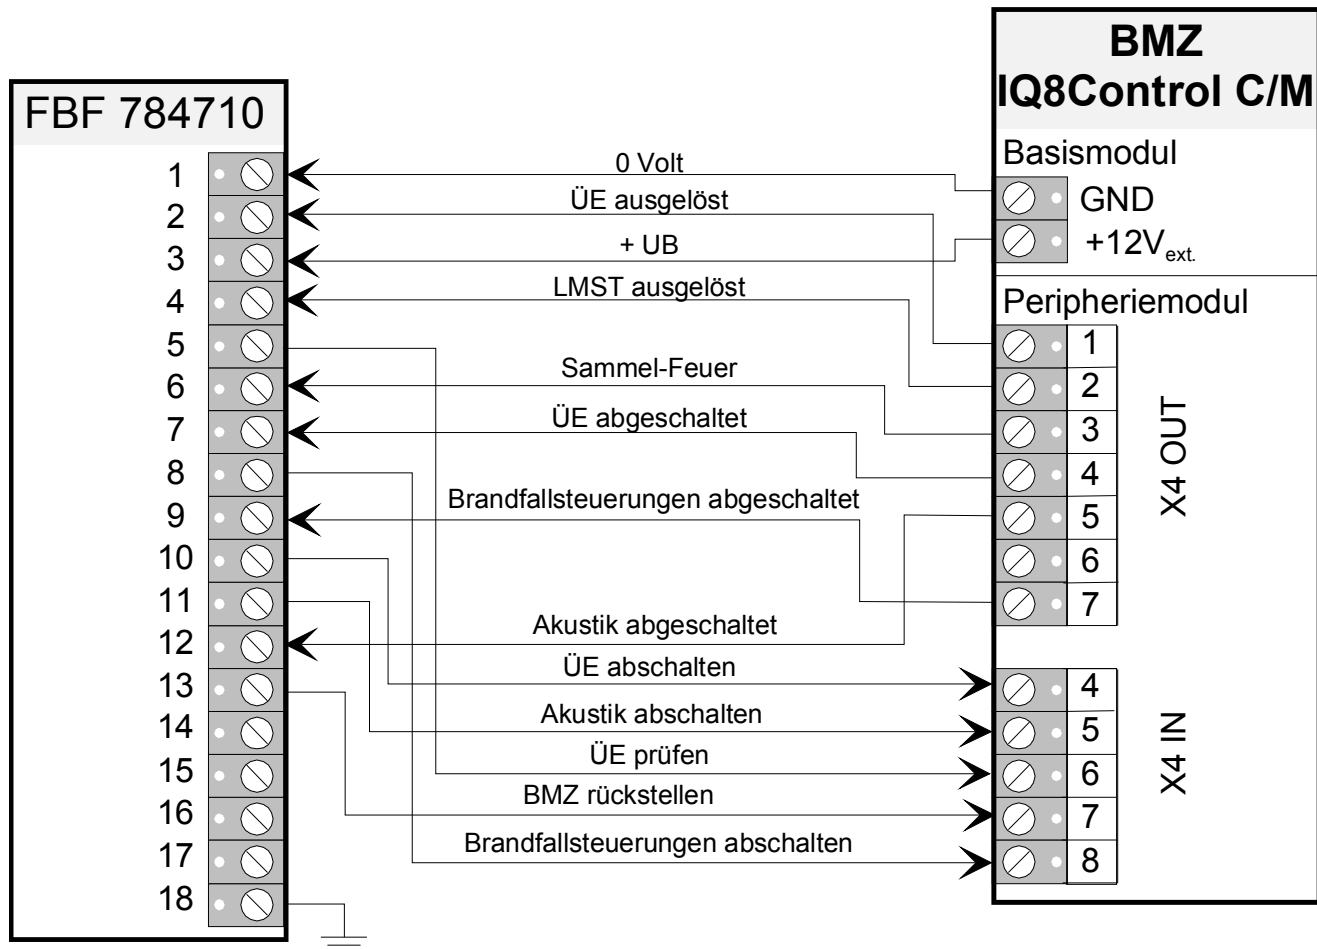 BMZ
IQ8Control C/M
FBF 784710
Basismodul
GND
+12Vext.
Peripheriemodul
1
2
3
4
5
6
7
8
9
10
11
12
13
14
15
16
17
18
0 Volt
ÜE ausgelöst
+ UB
LMST ausgelöst
Sammel-Feuer
ÜE abgeschaltet
Brandfallsteuerungen abgeschaltet
Akustik abgeschaltet
ÜE abschalten
Akustik abschalten
ÜE prüfen
BMZ rückstellen
Brandfallsteuerungen abschalten
1
2
3
4
5
6
7
X4 OUT
4
5
6
7
8
X4 IN